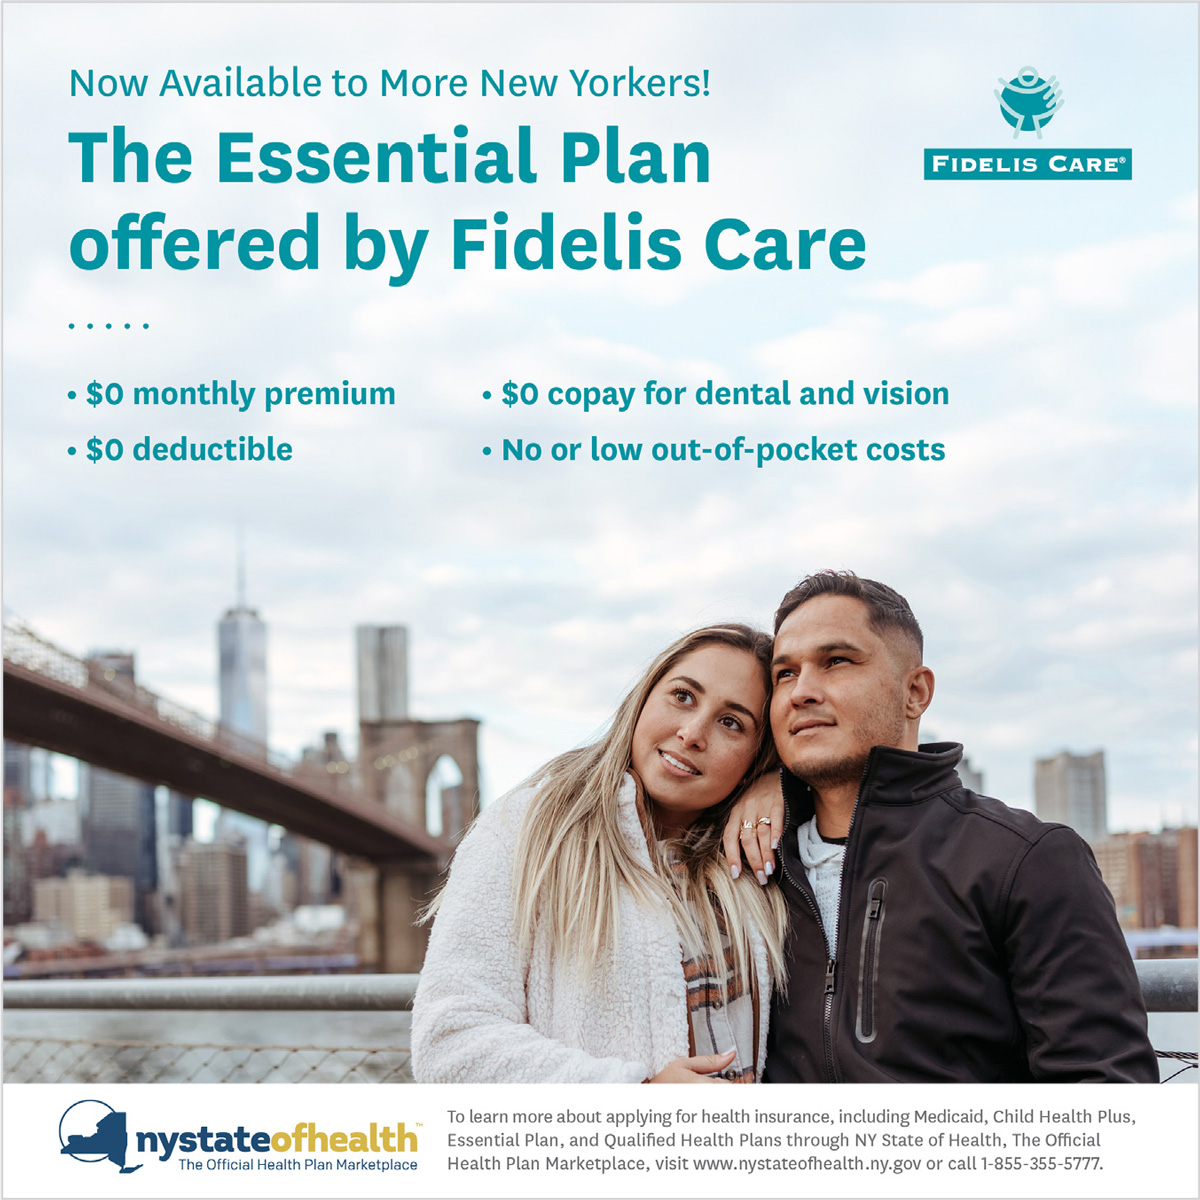 Now Available to More New Yorkers!
The Essential Plan
offered by Fidelis Care
FIDELIS CARE®
• $0 monthly premium
• $0 deductible
• $0 copay for dental and vision
• No or low out-of-pocket costs
nystateofhealth™
The Official Health Plan Marketplace
To learn more about applying for health insurance, including Medicaid, Child Health Plus,
Essential Plan, and Qualified Health Plans through NY State of Health, The Official
Health Plan Marketplace, visit www.nystateofhealth.ny.gov or call 1-855-355-5777.